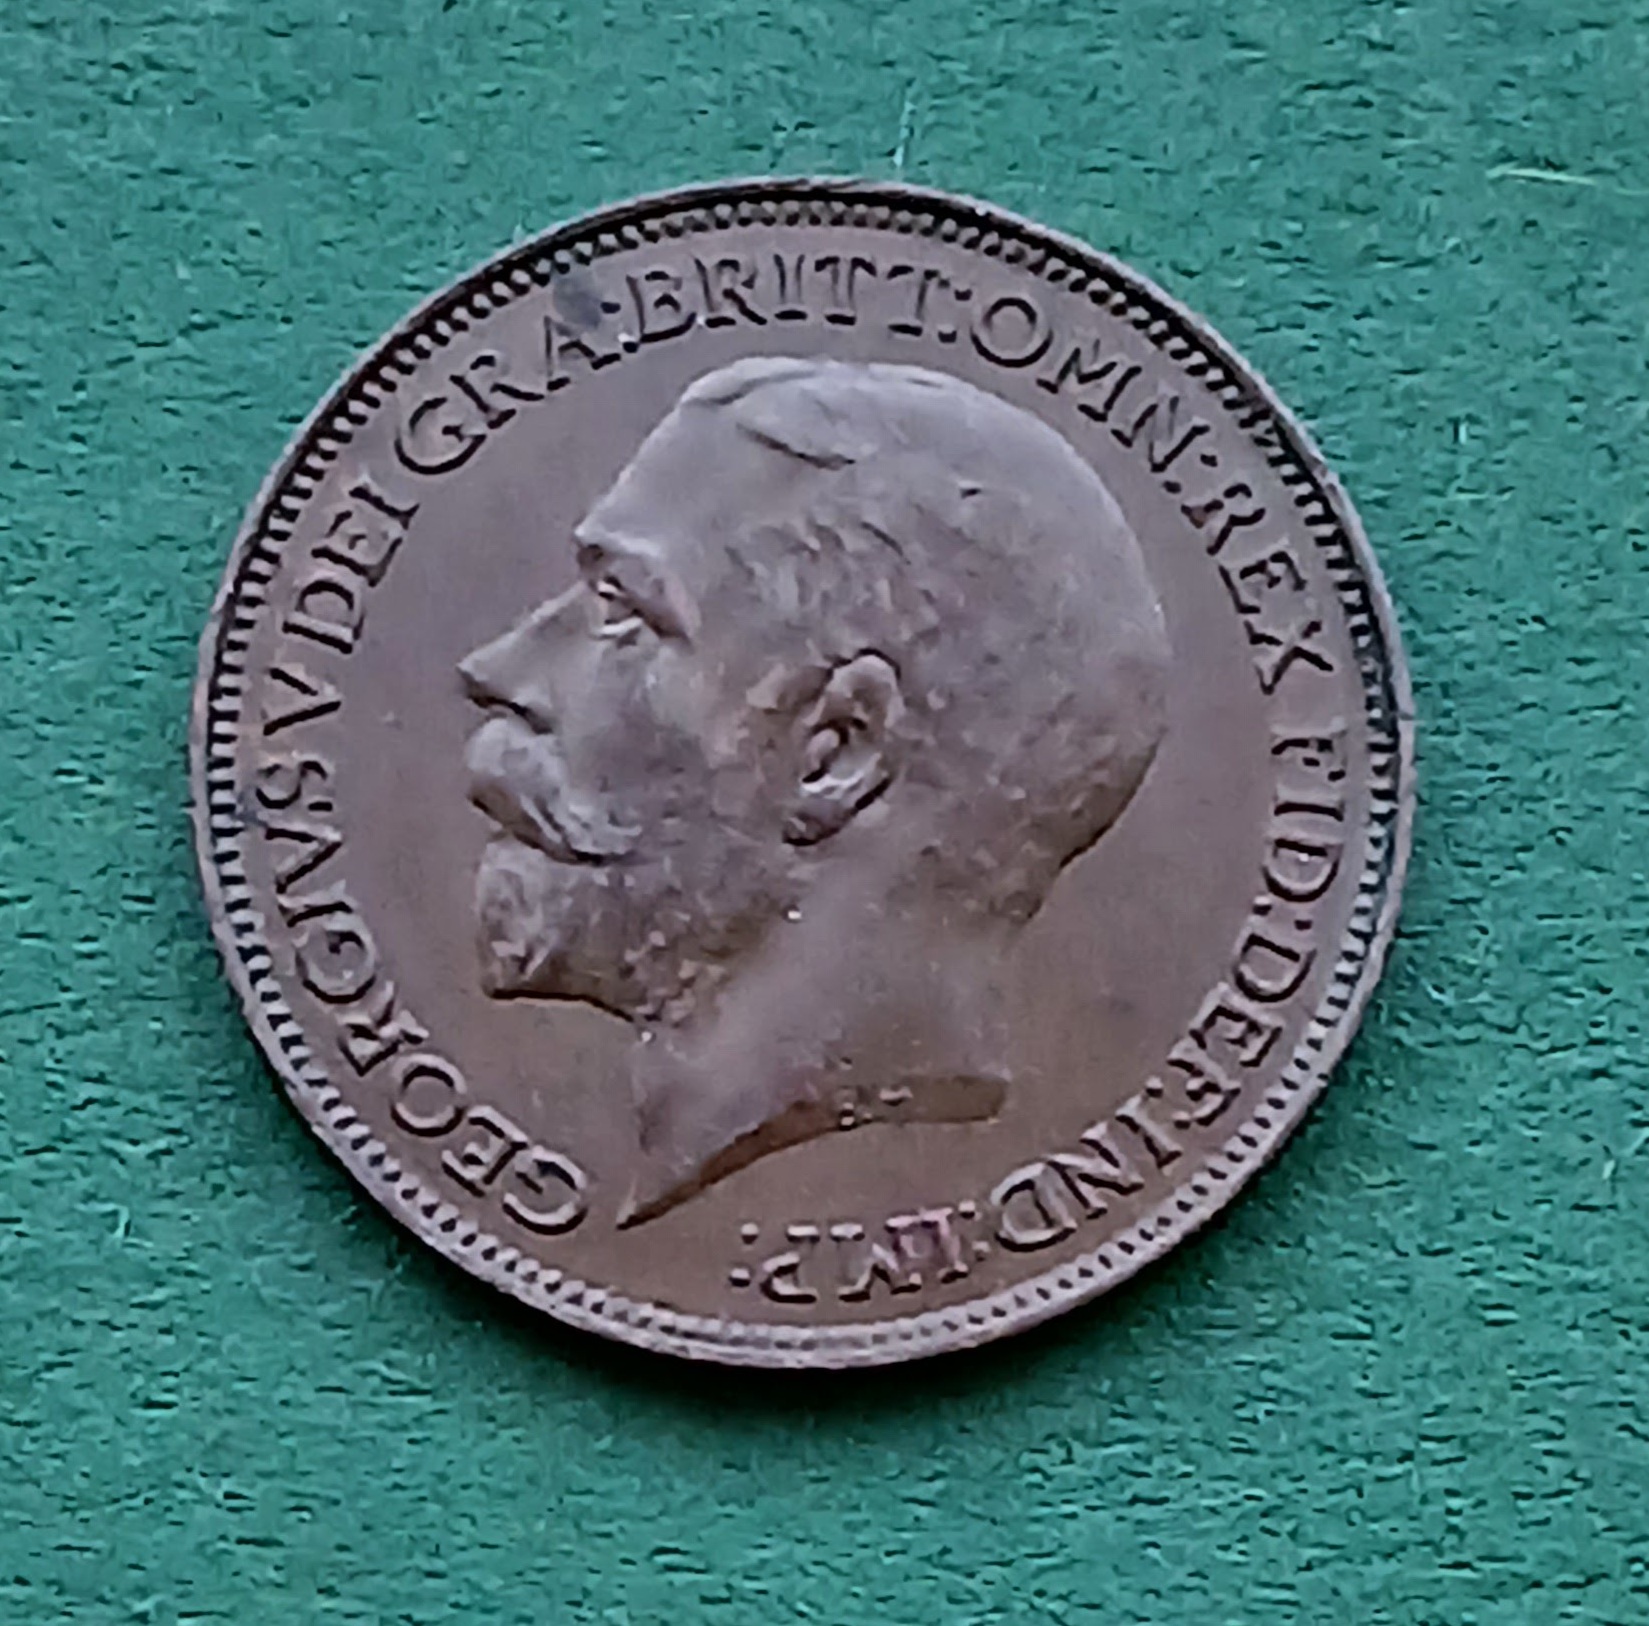 GEORGIVS V DEI GRA:BRITT:OMN:REX FID:DEF:IND:IMP: